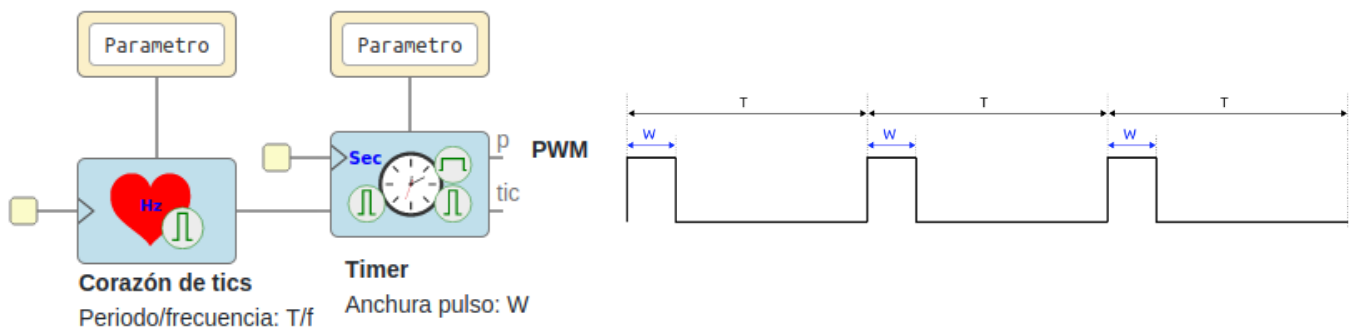 Parametro
Parametro
Hz
Sec
p
tic
PWM
T
T
T
W
W
W
Corazón de tics
Periodo/frecuencia: T/f
Timer
Anchura pulso: W